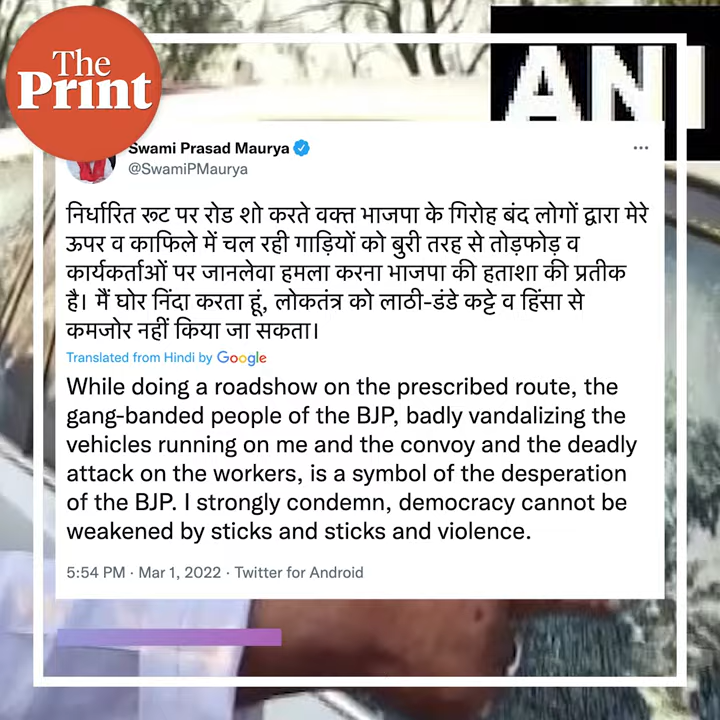 The
Print
ANI
Swami Prasad Maurya
@SwamiPMaurya
निर्धारित रूट पर रोड शो करते वक्त भाजपा के गिरोह बंद लोगों द्वारा मेरे
ऊपर व काफिले में चल रही गाड़ियों को बुरी तरह से तोड़फोड़ व
कार्यकर्ताओं पर जानलेवा हमला करना भाजपा की हताशा की प्रतीक
है। मैं घोर निंदा करता हूं, लोकतंत्र को लाठी-डंडे कट्टे व हिंसा से
कमजोर नहीं किया जा सकता।
Translated from Hindi by Google
While doing a roadshow on the prescribed route, the
gang-banded people of the BJP, badly vandalizing the
vehicles running on me and the convoy and the deadly
attack on the workers, is a symbol of the desperation
of the BJP. I strongly condemn, democracy cannot be
weakened by sticks and sticks and violence.
5:54 PM · Mar 1, 2022 · Twitter for Android